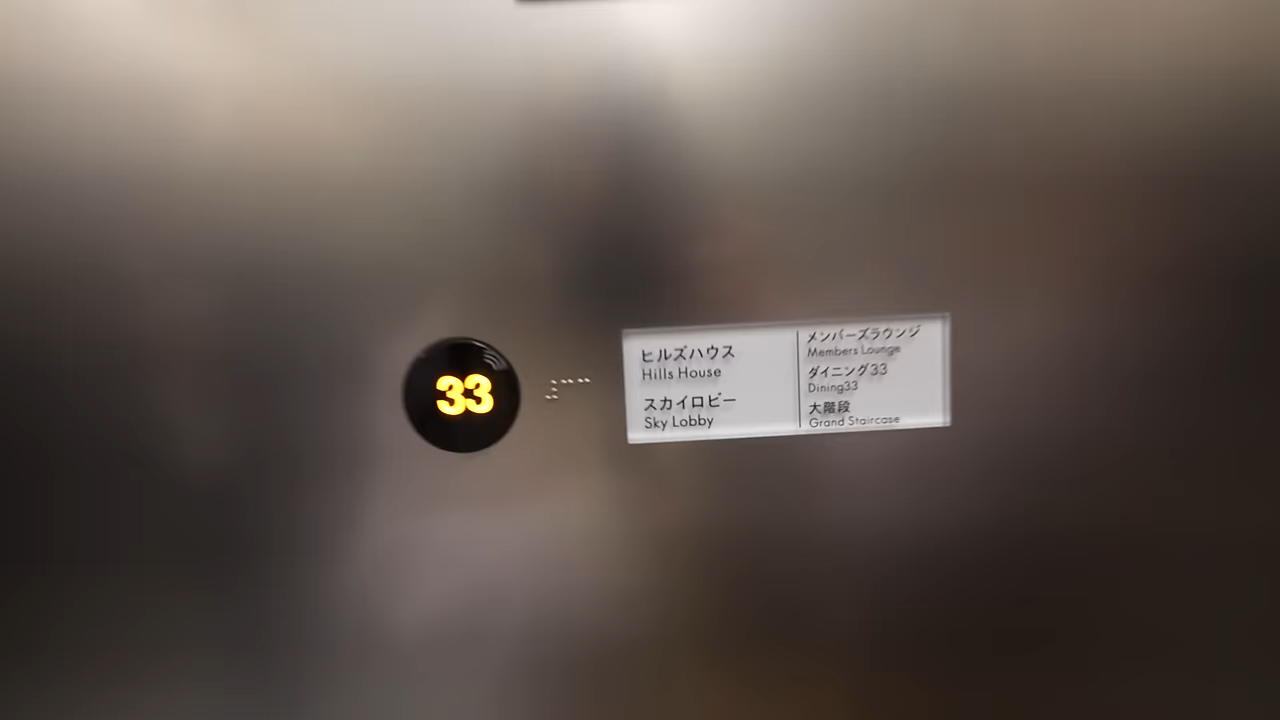 33
ヒルズハウス
Hills House
スカイロビー
Sky Lobby
メンバーズラウンジ
Members Lounge
ダイニング33
Dining33
大階段
Grand Staircase